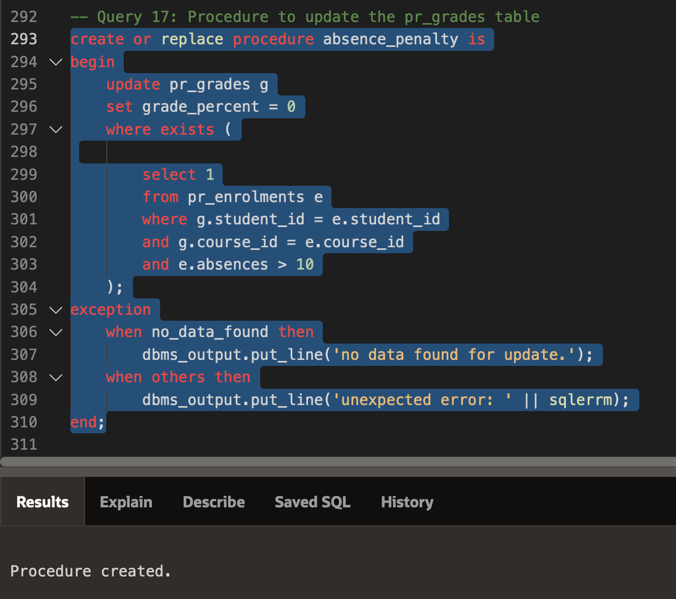 292 -- Query 17: Procedure to update the pr_grades table
293 create or replace procedure absence_penalty is
294 begin
295 update pr_grades g
296 set grade_percent = 0
297 where exists (
298
299 select 1
300 from pr_enrolments e
301 where g.student_id = e.student_id
302 and g.course_id = e.course_id
303 and e.absences > 10
304 );
305 exception
306 when no_data_found then
307 dbms_output.put_line('no data found for update.');
308 when others then
309 dbms_output.put_line('unexpected error: ' || sqlerrm);
310 end;
311
Results Explain Describe Saved SQL History
Procedure created.